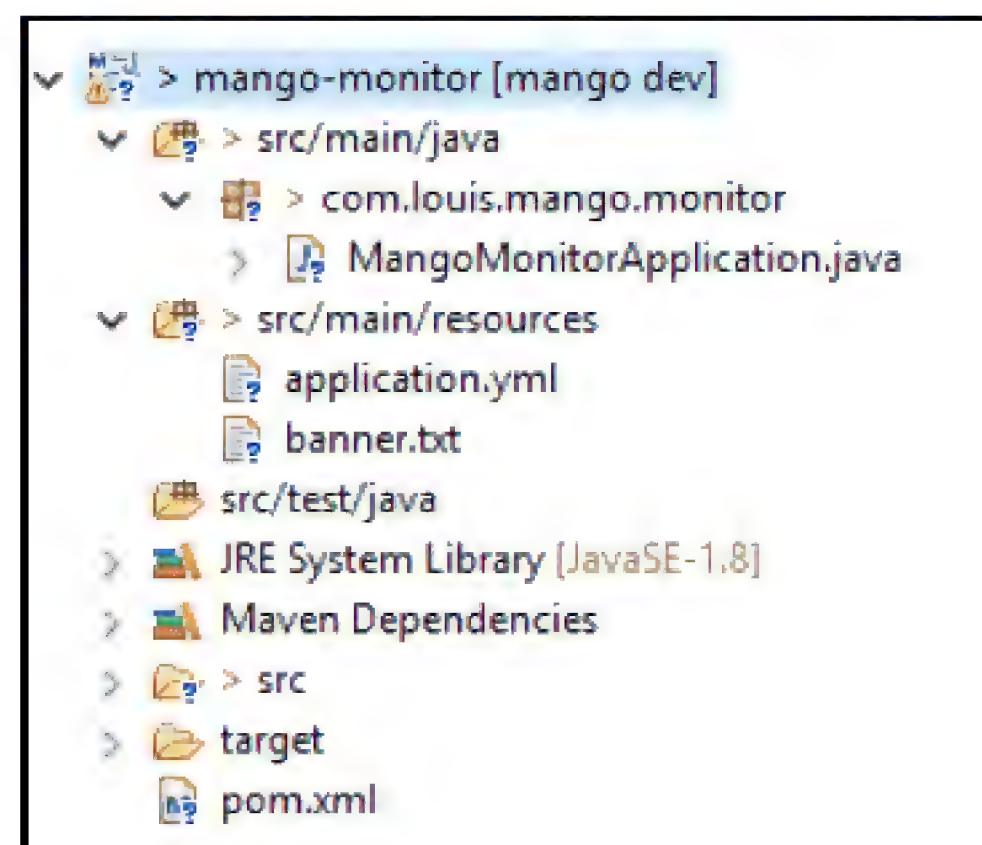 > mango-monitor [mango dev]
> src/main/java
> com.louis.mango.monitor
MangoMonitorApplication.java
> src/main/resources
application.yml
banner.txt
src/test/java
JRE System Library [JavaSE-1.8]
Maven Dependencies
> src
target
pom.xml